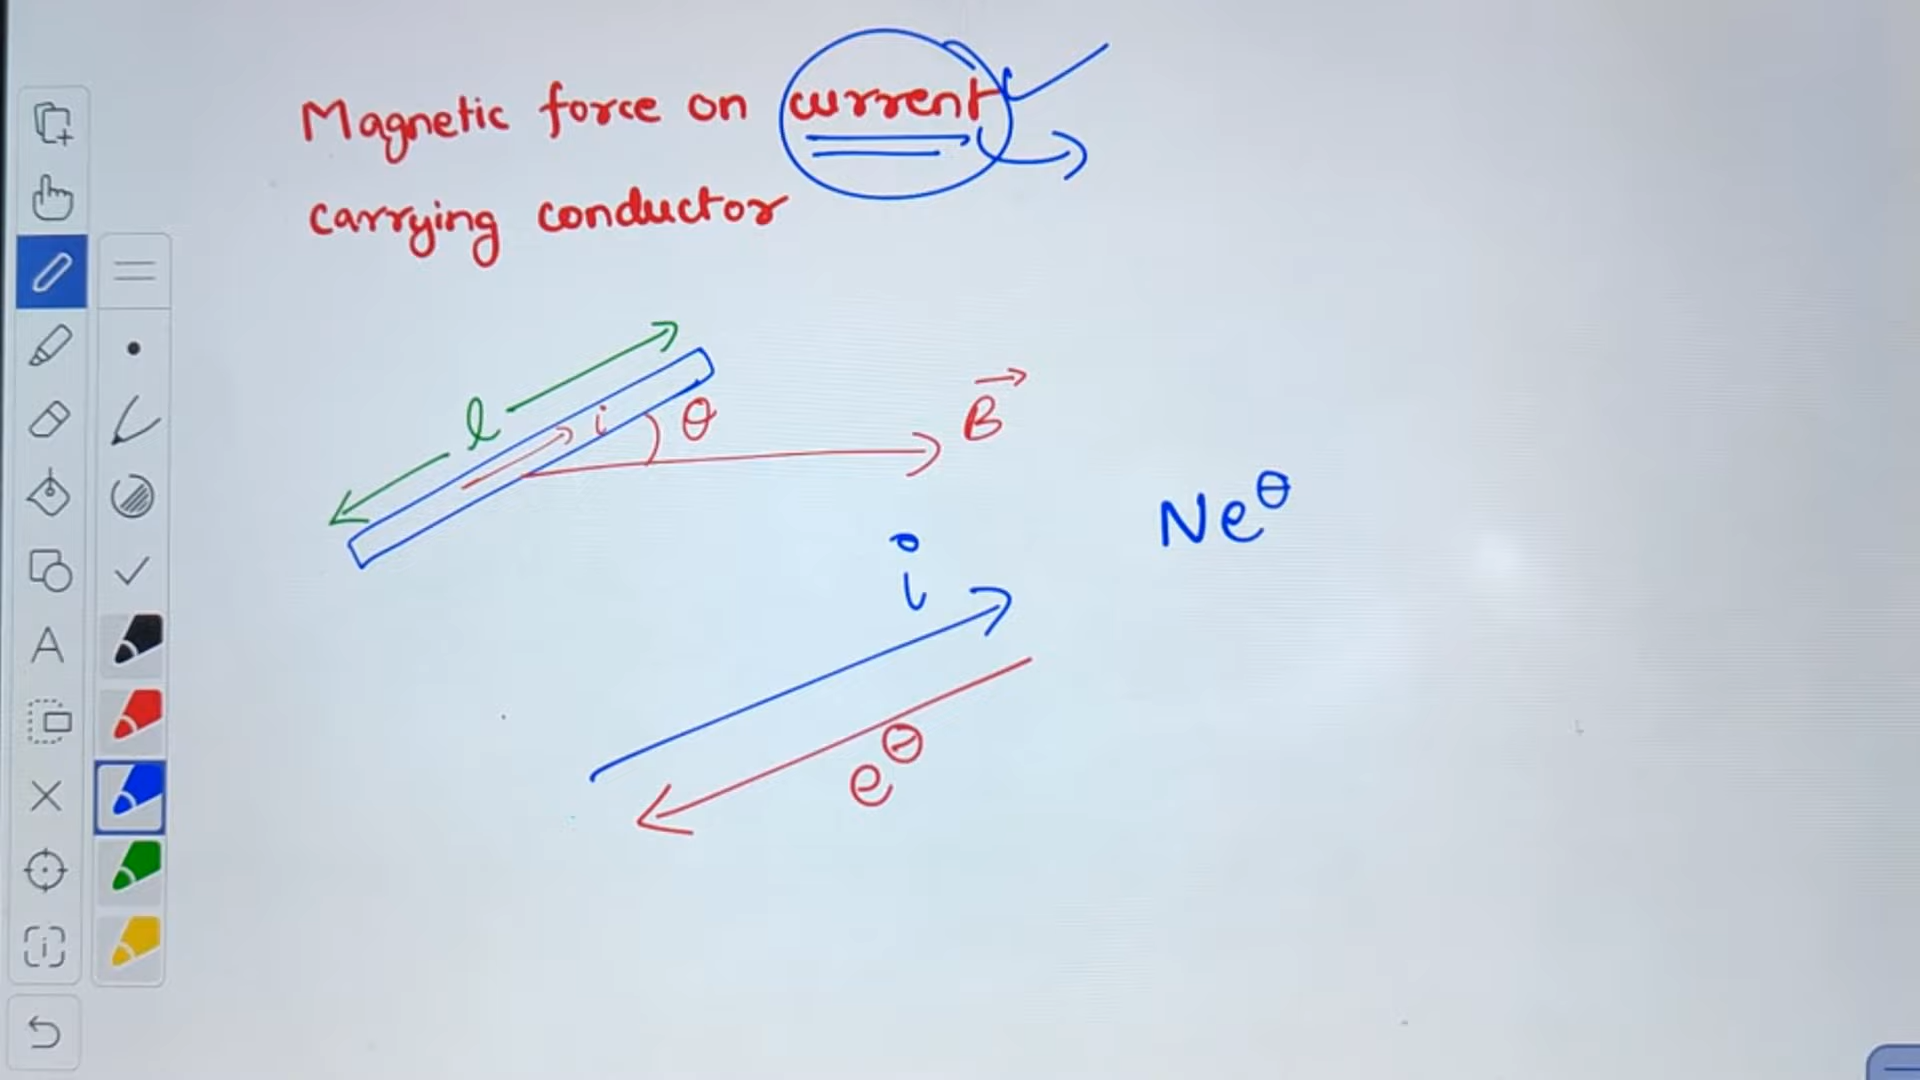 Magnetic force on current
carrying conductor
l
i
θ
B
i
Ne⊖
e⊖
A